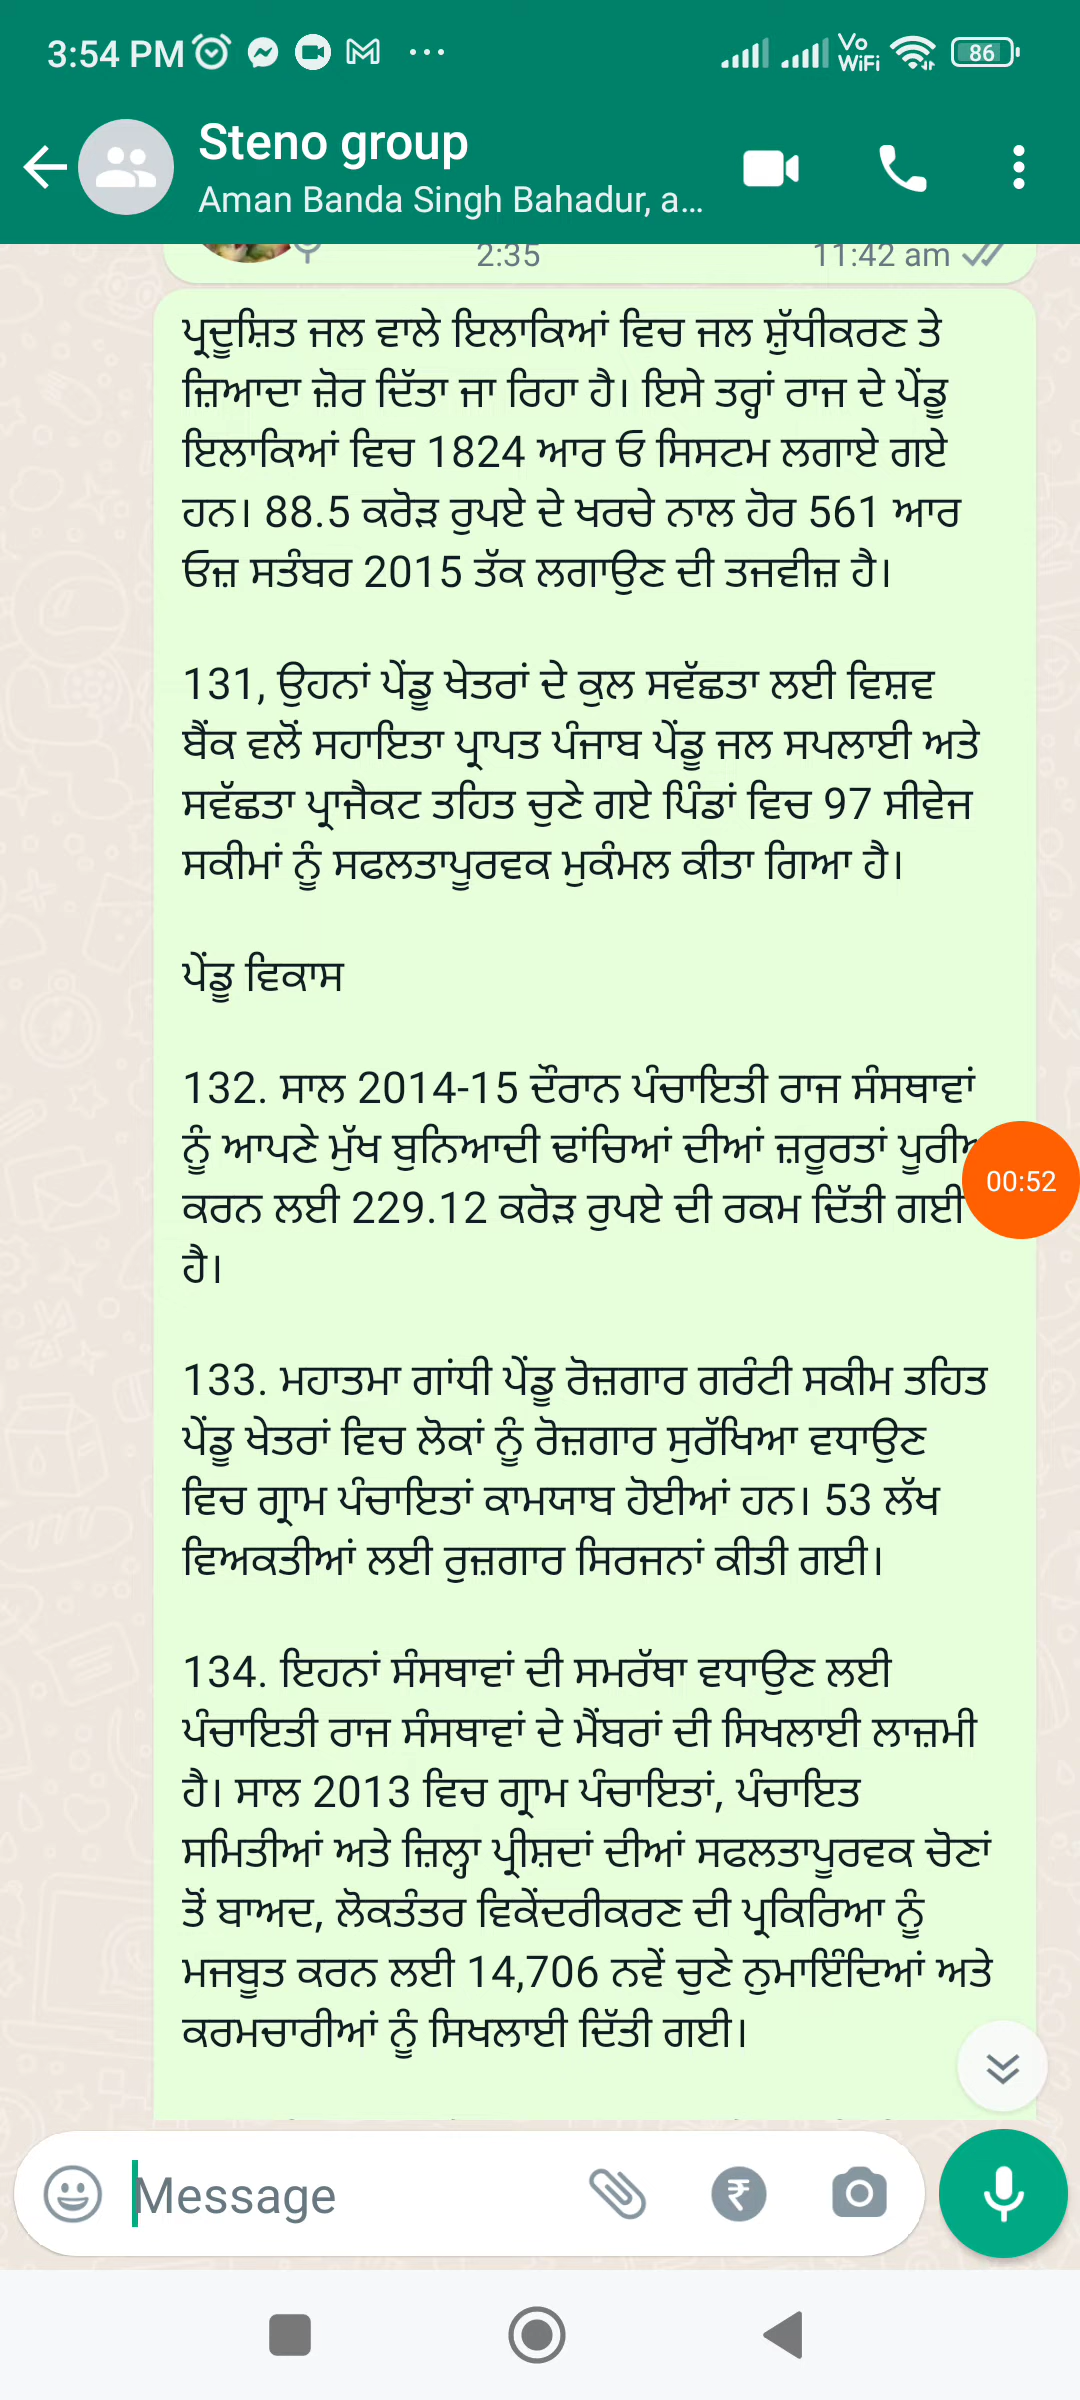 3:54 PM
Vo
WiFi
86
Steno group
Aman Banda Singh Bahadur, a...
2:35
11:42 am
ਪ੍ਰਦੂਸ਼ਿਤ ਜਲ ਵਾਲੇ ਇਲਾਕਿਆਂ ਵਿਚ ਜਲ ਸ਼ੁੱਧੀਕਰਣ ਤੇ
ਜ਼ਿਆਦਾ ਜ਼ੋਰ ਦਿੱਤਾ ਜਾ ਰਿਹਾ ਹੈ। ਇਸੇ ਤਰ੍ਹਾਂ ਰਾਜ ਦੇ ਪੇਂਡੂ
ਇਲਾਕਿਆਂ ਵਿਚ 1824 ਆਰ ਓ ਸਿਸਟਮ ਲਗਾਏ ਗਏ
ਹਨ। 88.5 ਕਰੋੜ ਰੁਪਏ ਦੇ ਖਰਚੇ ਨਾਲ ਹੋਰ 561 ਆਰ
ਓਜ਼ ਸਤੰਬਰ 2015 ਤੱਕ ਲਗਾਉਣ ਦੀ ਤਜਵੀਜ਼ ਹੈ।
131, ਉਹਨਾਂ ਪੇਂਡੂ ਖੇਤਰਾਂ ਦੇ ਕੁਲ ਸਵੱਛਤਾ ਲਈ ਵਿਸ਼ਵ
ਬੈਂਕ ਵਲੋਂ ਸਹਾਇਤਾ ਪ੍ਰਾਪਤ ਪੰਜਾਬ ਪੇਂਡੂ ਜਲ ਸਪਲਾਈ ਅਤੇ
ਸਵੱਛਤਾ ਪ੍ਰਾਜੈਕਟ ਤਹਿਤ ਚੁਣੇ ਗਏ ਪਿੰਡਾਂ ਵਿਚ 97 ਸੀਵੇਜ
ਸਕੀਮਾਂ ਨੂੰ ਸਫਲਤਾਪੂਰਵਕ ਮੁਕੰਮਲ ਕੀਤਾ ਗਿਆ ਹੈ।
ਪੇਂਡੂ ਵਿਕਾਸ
132. ਸਾਲ 2014-15 ਦੌਰਾਨ ਪੰਚਾਇਤੀ ਰਾਜ ਸੰਸਥਾਵਾਂ
ਨੂੰ ਆਪਣੇ ਮੁੱਖ ਬੁਨਿਆਦੀ ਢਾਂਚਿਆਂ ਦੀਆਂ ਜ਼ਰੂਰਤਾਂ
00:52
ਕਰਨ ਲਈ 229.12 ਕਰੋੜ ਰੁਪਏ ਦੀ ਰਕਮ ਦਿੱਤੀ ਗਈ
ਹੈ।
133. ਮਹਾਤਮਾ ਗਾਂਧੀ ਪੇਂਡੂ ਰੋਜ਼ਗਾਰ ਗਰੰਟੀ ਸਕੀਮ ਤਹਿਤ
ਪੇਂਡੂ ਖੇਤਰਾਂ ਵਿਚ ਲੋਕਾਂ ਨੂੰ ਰੋਜ਼ਗਾਰ ਸੁਰੱਖਿਆ ਵਧਾਉਣ
ਵਿਚ ਗ੍ਰਾਮ ਪੰਚਾਇਤਾਂ ਕਾਮਯਾਬ ਹੋਈਆਂ ਹਨ। 53 ਲੱਖ
ਵਿਅਕਤੀਆਂ ਲਈ ਰੁਜ਼ਗਾਰ ਸਿਰਜਨਾਂ ਕੀਤੀ ਗਈ।
134. ਇਹਨਾਂ ਸੰਸਥਾਵਾਂ ਦੀ ਸਮਰੱਥਾ ਵਧਾਉਣ ਲਈ
ਪੰਚਾਇਤੀ ਰਾਜ ਸੰਸਥਾਵਾਂ ਦੇ ਮੈਂਬਰਾਂ ਦੀ ਸਿਖਲਾਈ ਲਾਜ਼ਮੀ
ਹੈ। ਸਾਲ 2013 ਵਿਚ ਗ੍ਰਾਮ ਪੰਚਾਇਤਾਂ, ਪੰਚਾਇਤ
ਸਮਿਤੀਆਂ ਅਤੇ ਜ਼ਿਲ੍ਹਾ ਪ੍ਰੀਸ਼ਦਾਂ ਦੀਆਂ ਸਫਲਤਾਪੂਰਵਕ ਚੋਣਾਂ
ਤੋਂ ਬਾਅਦ, ਲੋਕਤੰਤਰ ਵਿਕੇਂਦਰੀਕਰਣ ਦੀ ਪ੍ਰਕਿਰਿਆ ਨੂੰ
ਮਜਬੂਤ ਕਰਨ ਲਈ 14,706 ਨਵੇਂ ਚੁਣੇ ਨੁਮਾਇੰਦਿਆਂ ਅਤੇ
ਕਰਮਚਾਰੀਆਂ ਨੂੰ ਸਿਖਲਾਈ ਦਿੱਤੀ ਗਈ।
Message